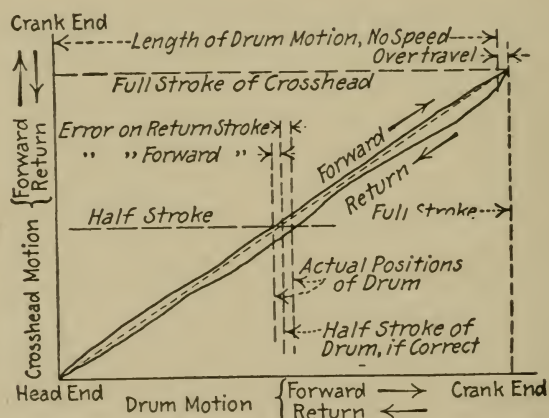 Crank End
Length of Drum Motion, No Speed
Overtravel
Full Stroke of Crosshead
Error on Return Stroke
" " Forward "
Forward
Return
Half Stroke
Full Stroke
Actual Positions
of Drum
Half Stroke of
Drum, if Correct
Crosshead Motion { Forward
Return
Head End
Drum Motion { Forward
Return
Crank End